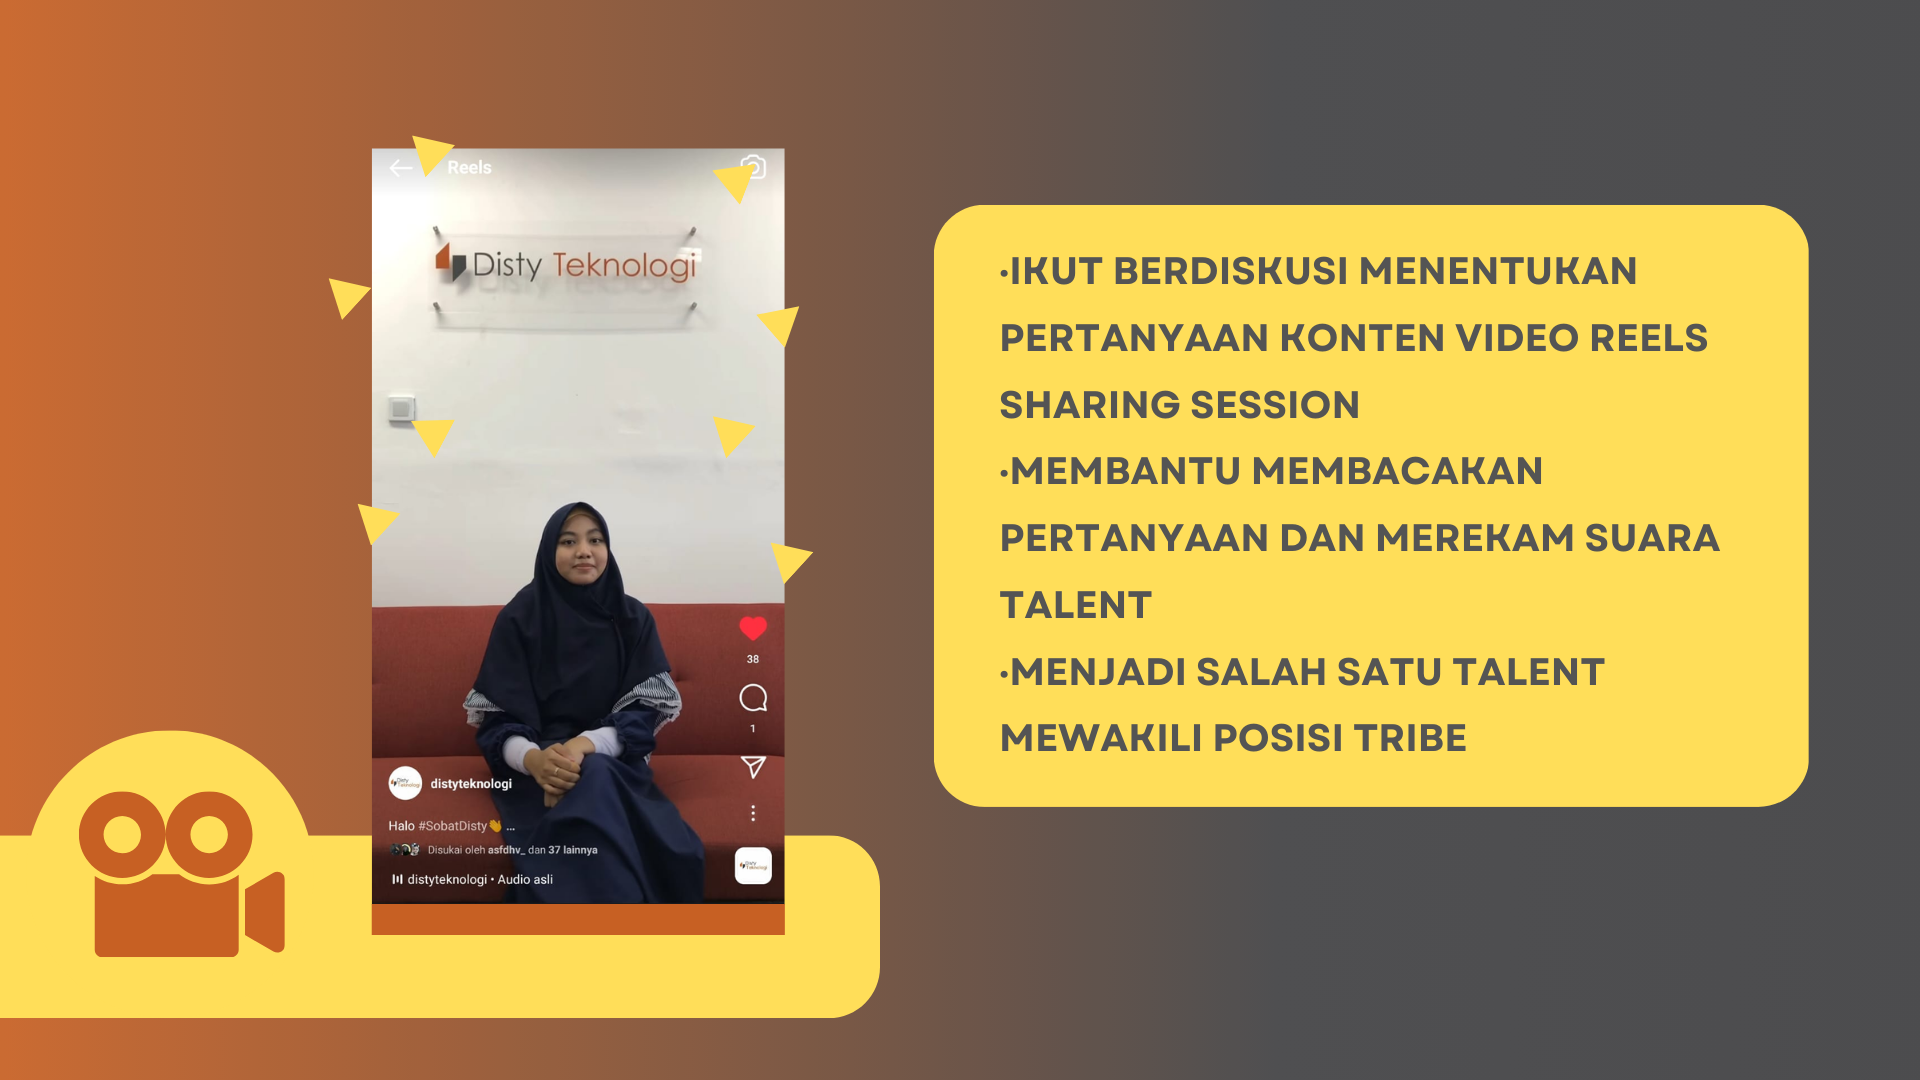 Reels
Disty Teknologi
38
1
distyteknologi
Halo #SobatDisty👋 ...
Disukai oleh asfdhv_ dan 37 lainnya
distyteknologi • Audio asli
•IKUT BERDISKUSI MENENTUKAN
PERTANYAAN KONTEN VIDEO REELS
SHARING SESSION
•MEMBANTU MEMBACAKAN
PERTANYAAN DAN MEREKAM SUARA
TALENT
•MENJADI SALAH SATU TALENT
MEWAKILI POSISI TRIBE